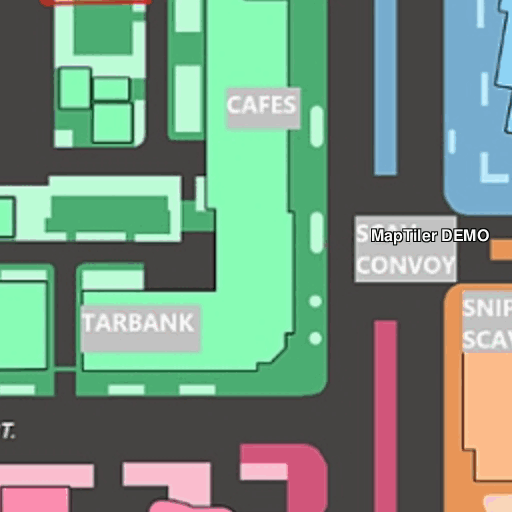 CAFES
MapTiler DEMO
CONVOY
TARBANK
T.